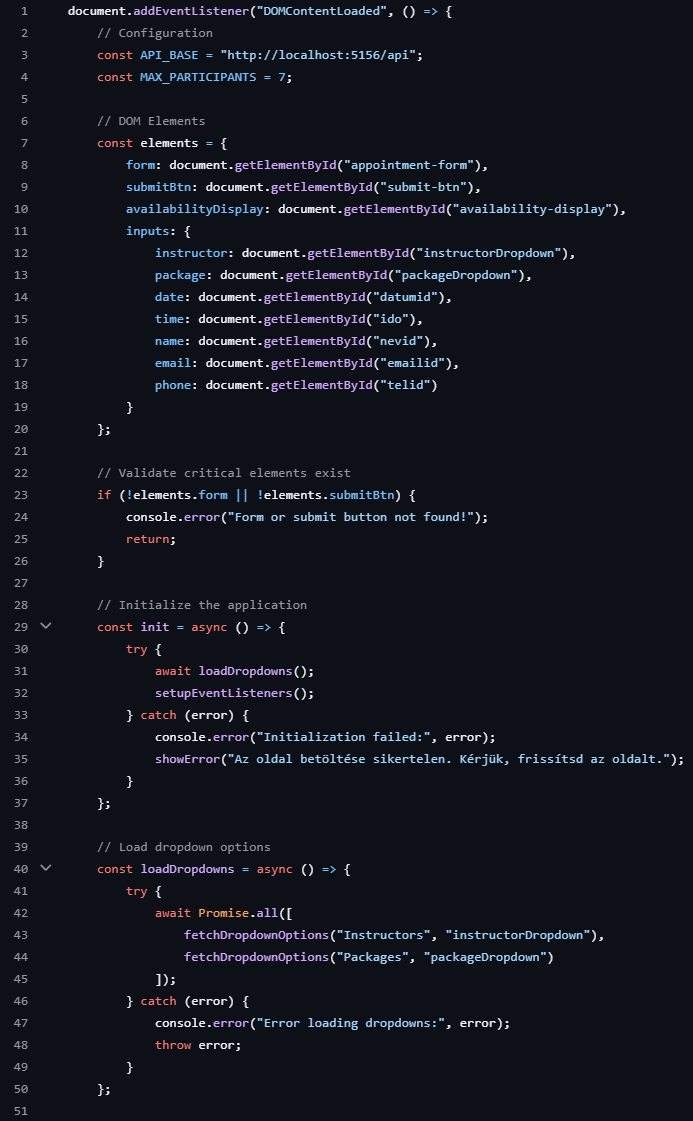 1 document.addEventListener("DOMContentLoaded", () => {
2 // Configuration
3 const API_BASE = "http://localhost:5156/api";
4 const MAX_PARTICIPANTS = 7;
5
6 // DOM Elements
7 const elements = {
8 form: document.getElementById("appointment-form"),
9 submitBtn: document.getElementById("submit-btn"),
10 availabilityDisplay: document.getElementById("availability-display"),
11 inputs: {
12 instructor: document.getElementById("instructorDropdown"),
13 package: document.getElementById("packageDropdown"),
14 date: document.getElementById("datumid"),
15 time: document.getElementById("ido"),
16 name: document.getElementById("nevid"),
17 email: document.getElementById("emailid"),
18 phone: document.getElementById("telid")
19 }
20 };
21
22 // Validate critical elements exist
23 if (!elements.form || !elements.submitBtn) {
24 console.error("Form or submit button not found!");
25 return;
26 }
27
28 // Initialize the application
29 const init = async () => {
30 try {
31 await loadDropdowns();
32 setupEventListeners();
33 } catch (error) {
34 console.error("Initialization failed:", error);
35 showError("Az oldal betöltése sikertelen. Kérjük, frissítsd az oldalt.");
36 }
37 };
38
39 // Load dropdown options
40 const loadDropdowns = async () => {
41 try {
42 await Promise.all([
43 fetchDropdownOptions("Instructors", "instructorDropdown"),
44 fetchDropdownOptions("Packages", "packageDropdown")
45 ]);
46 } catch (error) {
47 console.error("Error loading dropdowns:", error);
48 throw error;
49 }
50 };
51